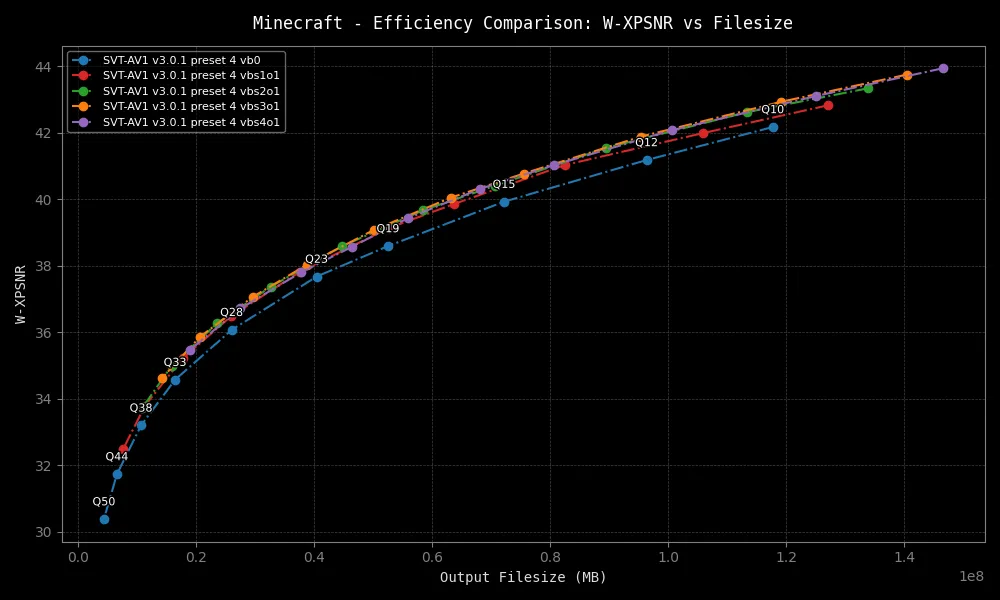 Minecraft - Efficiency Comparison: W-XPSNR vs Filesize
SVT-AV1 v3.0.1 preset 4 vb0
SVT-AV1 v3.0.1 preset 4 vbs1o1
SVT-AV1 v3.0.1 preset 4 vbs2o1
SVT-AV1 v3.0.1 preset 4 vbs3o1
SVT-AV1 v3.0.1 preset 4 vbs4o1
44
42
40
38
36
34
32
30
W-XPSNR
Q10
Q12
Q15
Q19
Q23
Q28
Q33
Q38
Q44
Q50
0.0 0.2 0.4 0.6 0.8 1.0 1.2 1.4
1e8
Output Filesize (MB)